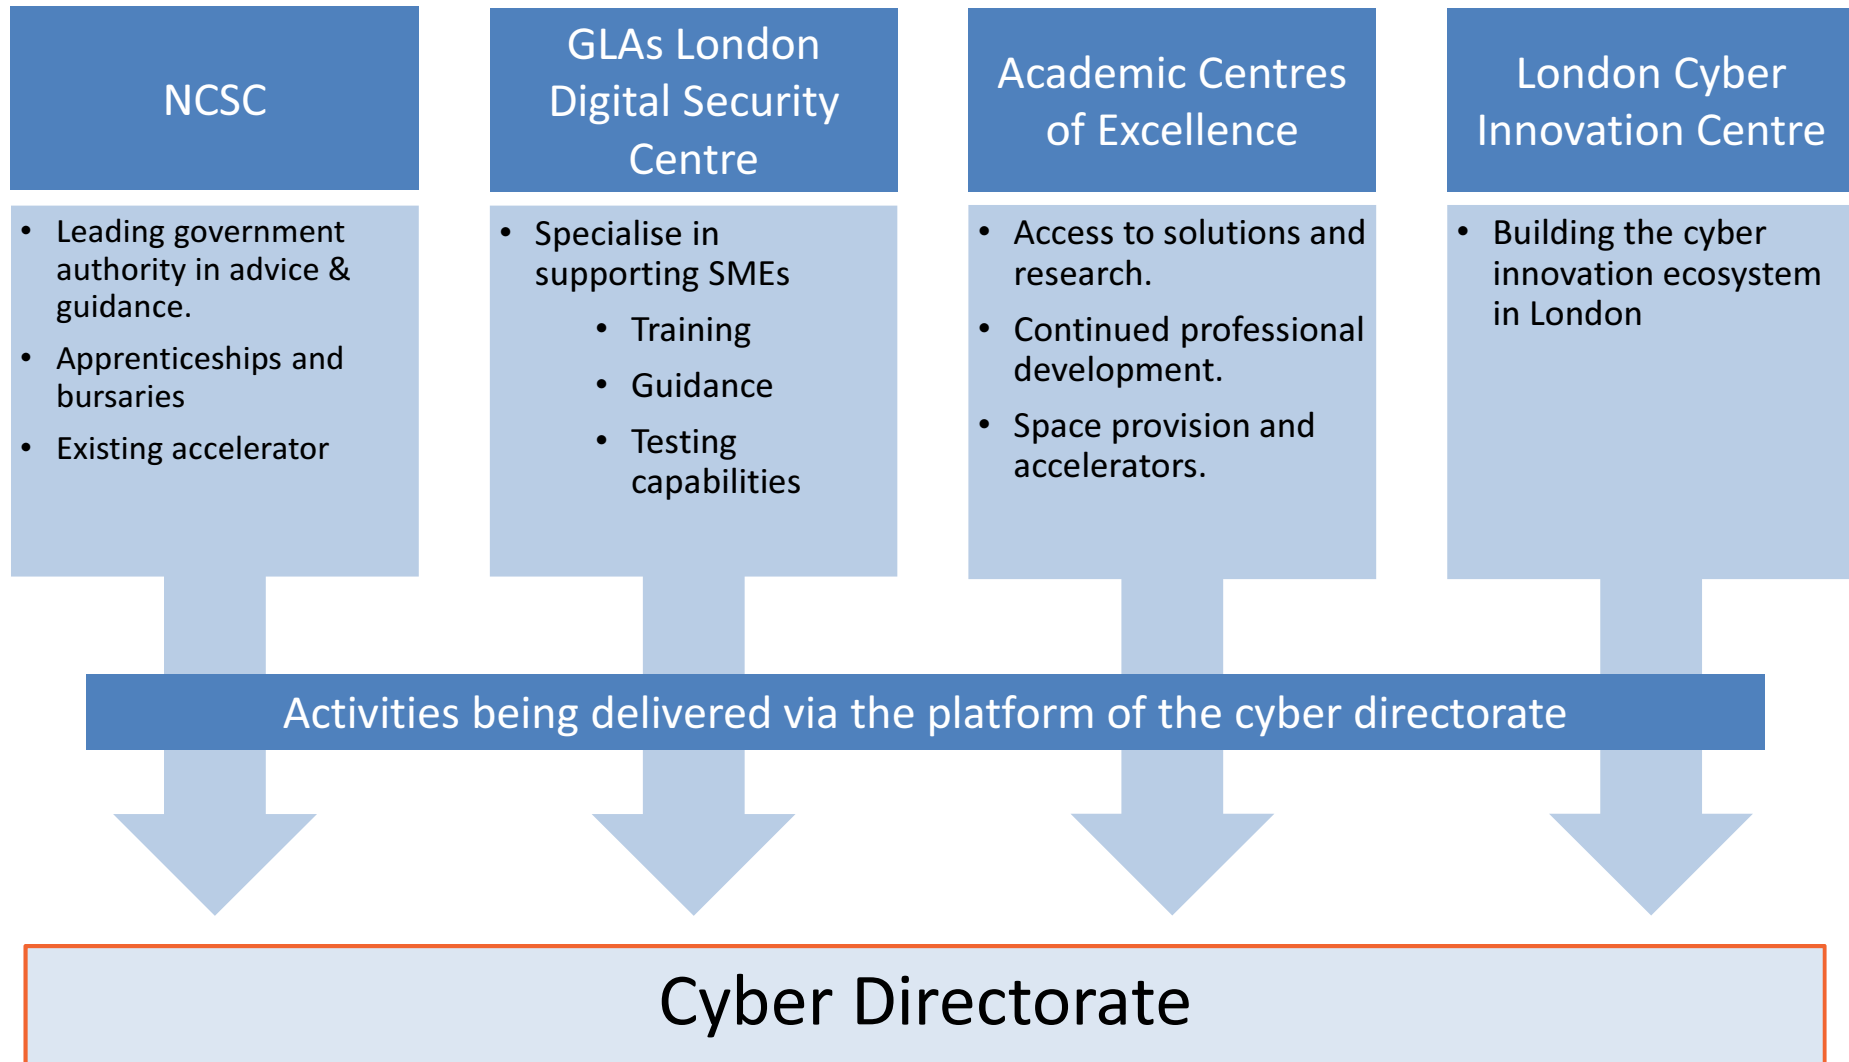 NCSC
• Leading government
authority in advice &
guidance.
• Apprenticeships and
bursaries
• Existing accelerator
GLAs London
Digital Security
Centre
• Specialise in
supporting SMEs
• Training
• Guidance
• Testing
capabilities
Academic Centres
of Excellence
• Access to solutions and
research.
• Continued professional
development.
• Space provision and
accelerators.
London Cyber
Innovation Centre
• Building the cyber
innovation ecosystem
in London
Activities being delivered via the platform of the cyber directorate
Cyber Directorate